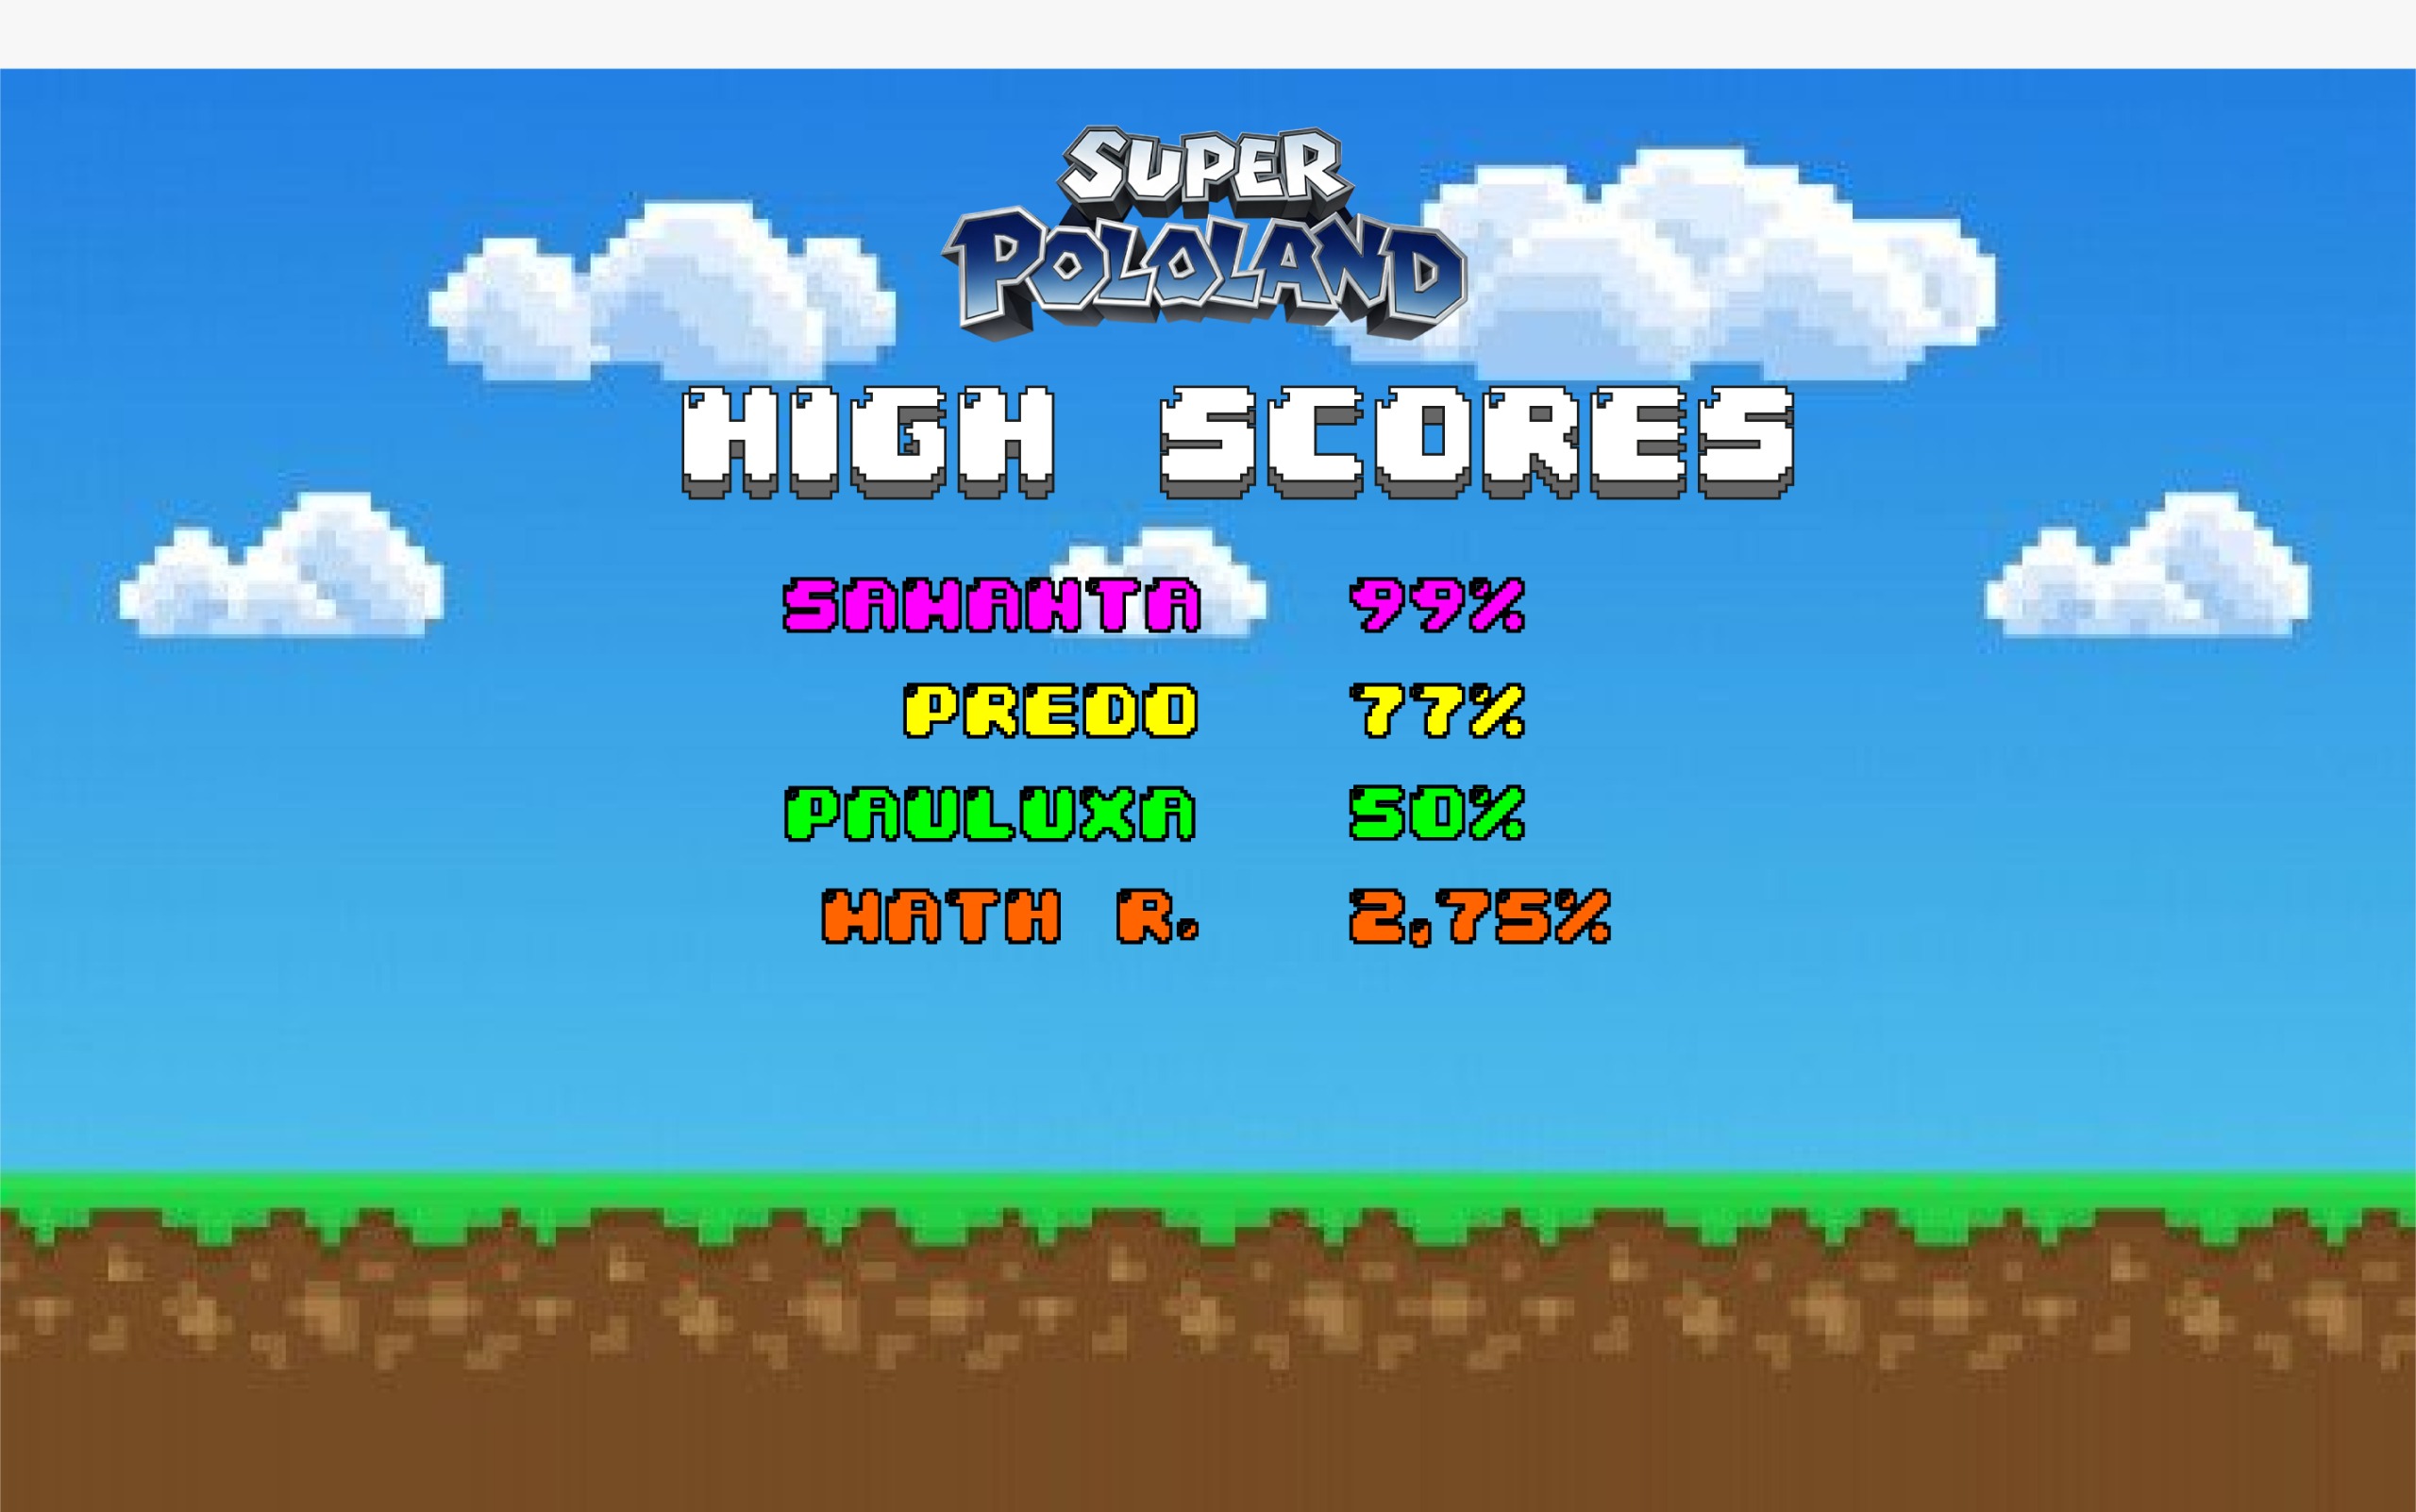 SUPER
POLOLAND
HIGH SCORES
SAMANTA 99%
PREDO 77%
PAULUXA 50%
MATH R. 2,75%